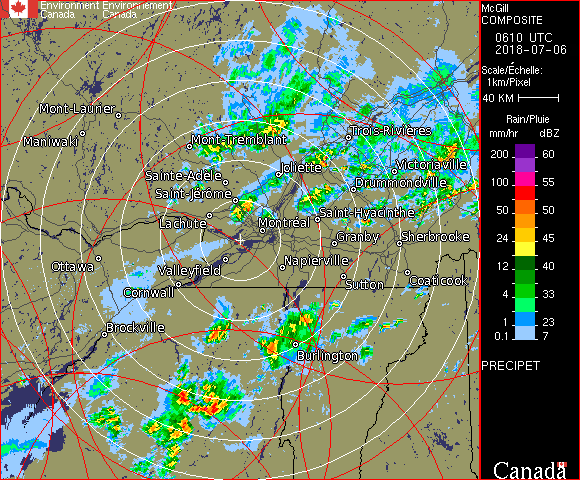 Environment Environnement
Canada Canada
McGill
COMPOSITE
0610 UTC
2018-07-06
Scale/Échelle:
1km/Pixel
40 KM
Rain/Pluie
mm/hr dBZ
200 60
100 55
50 50
24 45
12 40
4 33
1 23
0.1 7
PRECIPET
Canada
Mont-Laurier
Maniwaki
Mont-Tremblant
Trois-Rivières
Sainte-Adèle
Joliette
Victoriaville
Saint-Jérôme
Drummondville
Lachute
Montréal
Saint-Hyacinthe
Granby
Sherbrooke
Ottawa
Valleyfield
Napierville
Sutton
Coaticook
Cornwall
Brockville
Burlington